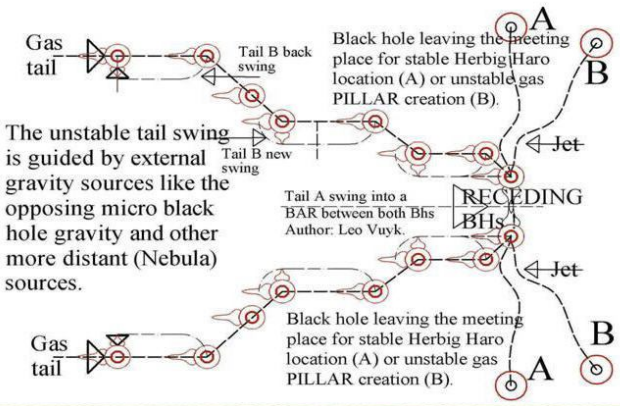 Gas
tail
Tail B back
swing
Black hole leaving the meeting
place for stable Herbig Haro
location (A) or unstable gas
PILLAR creation (B).
A
B
The unstable tail swing
is guided by external
gravity sources like the
opposing micro black
hole gravity and other
more distant (Nebula)
sources.
Tail B new
swing
Jet
Tail A swing into a
BAR between both Bhs
Author: Leo Vuyk.
RECEDING
BHs
Jet
Gas
tail
Black hole leaving the meeting
place for stable Herbig Haro
location (A) or unstable gas
PILLAR creation (B).
A
B